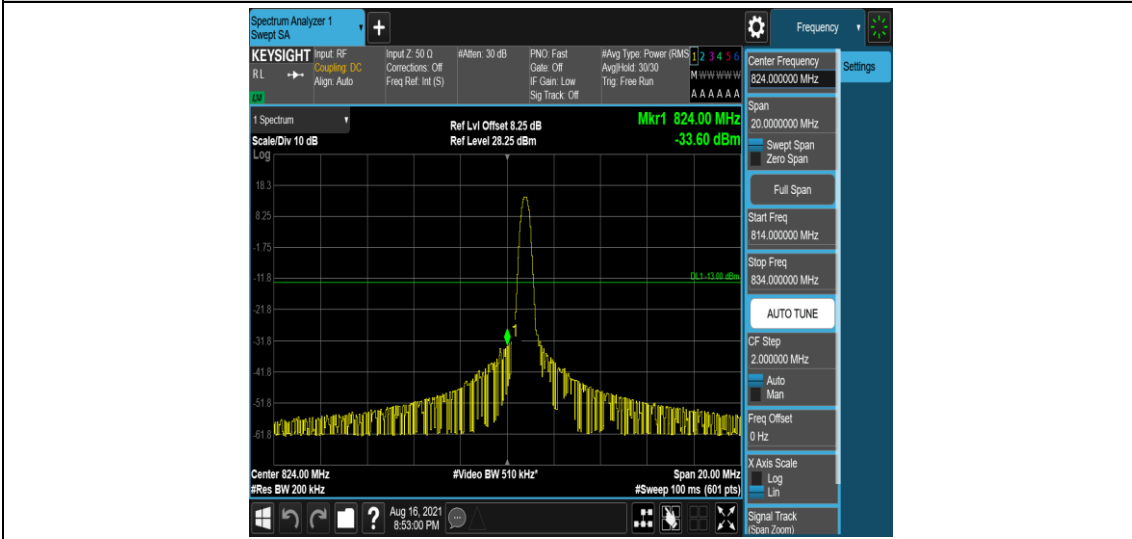 Spectrum Analyzer 1
Swept SA
+
Frequency
KEYSIGHT
RL
LXI
Input: RF
Coupling: DC
Align: Auto
Input Z: 50 Ω
Corrections: Off
Freq Ref: Int (S)
#Atten: 30 dB
PNO: Fast
Gate: Off
IF Gain: Low
Sig Track: Off
#Avg Type: Power (RMS
Avg|Hold: 30/30
Trig: Free Run
1 2 3 4 5 6
M W W W W W
A A A A A A
1 Spectrum
Scale/Div 10 dB
Log
Ref Lvl Offset 8.25 dB
Ref Level 28.25 dBm
Mkr1 824.00 MHz
-33.60 dBm
18.3
8.25
-1.75
-11.8
DL1 -13.00 dBm
-21.8
1
-31.8
-41.8
-51.8
-61.8
Center 824.00 MHz
#Res BW 200 kHz
#Video BW 510 kHz*
Span 20.00 MHz
#Sweep 100 ms (601 pts)
?
Aug 16, 2021
8:53:00 PM
Center Frequency
824.000000 MHz
Settings
Span
20.0000000 MHz
Swept Span
Zero Span
Full Span
Start Freq
814.000000 MHz
Stop Freq
834.000000 MHz
AUTO TUNE
CF Step
2.000000 MHz
Auto
Man
Freq Offset
0 Hz
X Axis Scale
Log
Lin
Signal Track
(Span Zoom)